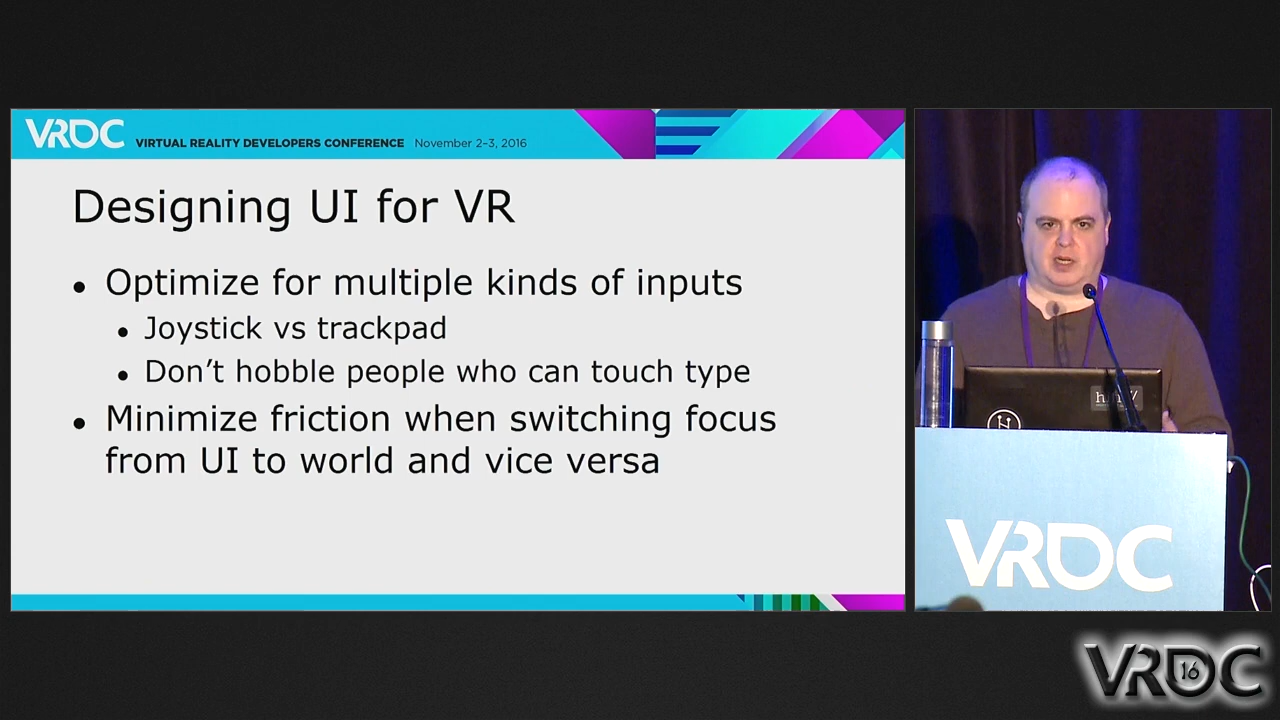 VRDC VIRTUAL REALITY DEVELOPERS CONFERENCE November 2-3, 2016
Designing UI for VR
• Optimize for multiple kinds of inputs
• Joystick vs trackpad
• Don't hobble people who can touch type
• Minimize friction when switching focus
from UI to world and vice versa
VRDC
VRDC
16